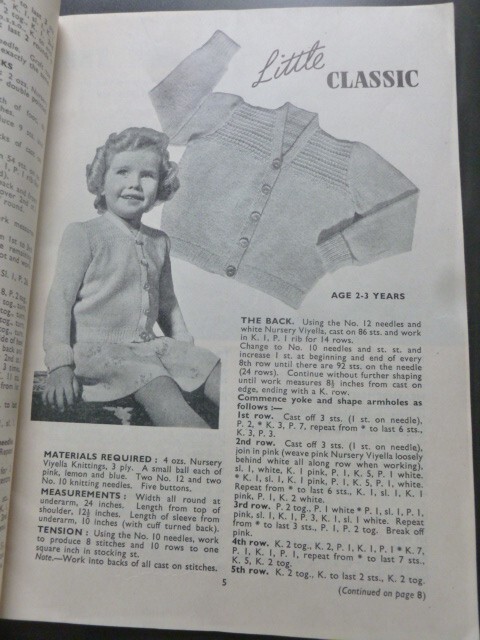 Little
CLASSIC
AGE 2-3 YEARS
MATERIALS REQUIRED : 4 ozs. Nursery
Viyella Knittings, 3 ply. A small ball each of
pink, lemon and blue. Two No. 12 and two
No. 10 knitting needles. Five buttons.
MEASUREMENTS : Width all round at
underarm, 24 inches. Length from top of
shoulder, 12½ inches. Length of sleeve from
underarm, 10 inches (with cuff turned back).
TENSION : Using the No. 10 needles, work
to produce 8 stitches and 10 rows to one
square inch in stocking st.
Note.—Work into backs of all cast on stitches.
THE BACK. Using the No. 12 needles and
white Nursery Viyella, cast on 86 sts. and work
in K. 1, P. 1 rib for 14 rows.
Change to No. 10 needles and st. st. and
increase 1 st. at beginning and end of every
8th row until there are 92 sts. on the needle
(24 rows). Continue without further shaping
until work measures 8½ inches from cast on
edge, ending with a K. row.
Commence yoke and shape armholes as
follows :—
1st row. Cast off 3 sts. (1 st. on needle),
P. 2, * K. 3, P. 7, repeat from * to last 6 sts.,
K. 3, P. 3.
2nd row. Cast off 3 sts. (1 st. on needle),
join in pink (weave pink Nursery Viyella loosely
behind white all along row when working),
sl. 1, white, K. 1 pink, P. 1, K. 5, P. 1 white,
* K. 1, sl. 1, K. 1 pink, P. 1, K. 5, P. 1, white.
Repeat from * to last 6 sts., K. 1, sl. 1, K. 1
pink, P. 1, K. 2 white.
3rd row. P. 2 tog., P. 1 white * P. 1, sl. 1, P. 1,
pink, sl. 1, K. 1, P. 3, K. 1, sl. 1 white. Repeat
from * to last 3 sts., P. 1, P. 2 tog. Break off
pink.
4th row. K. 2 tog., K. 2, P. 1, K. 1, P. 1 * K. 7,
P. 1, K. 1, P. 1, repeat from * to last 7 sts.,
K. 5, K. 2 tog.
5th row. K. 2 tog., K. to last 2 sts., K. 2 tog.
(Continued on page 8)
5